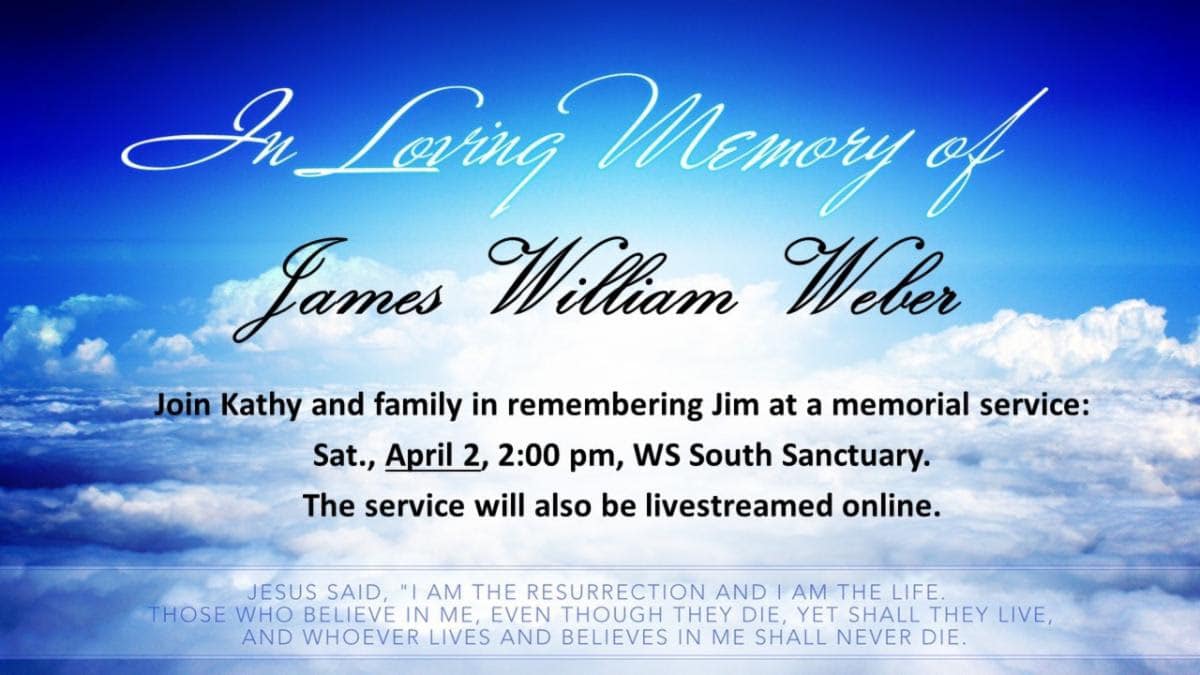 In Loving Memory of
James William Weber
Join Kathy and family in remembering Jim at a memorial service:
Sat., April 2, 2:00 pm, WS South Sanctuary.
The service will also be livestreamed online.
JESUS SAID, "I AM THE RESURRECTION AND I AM THE LIFE.
THOSE WHO BELIEVE IN ME, EVEN THOUGH THEY DIE, YET SHALL THEY LIVE,
AND WHOEVER LIVES AND BELIEVES IN ME SHALL NEVER DIE.